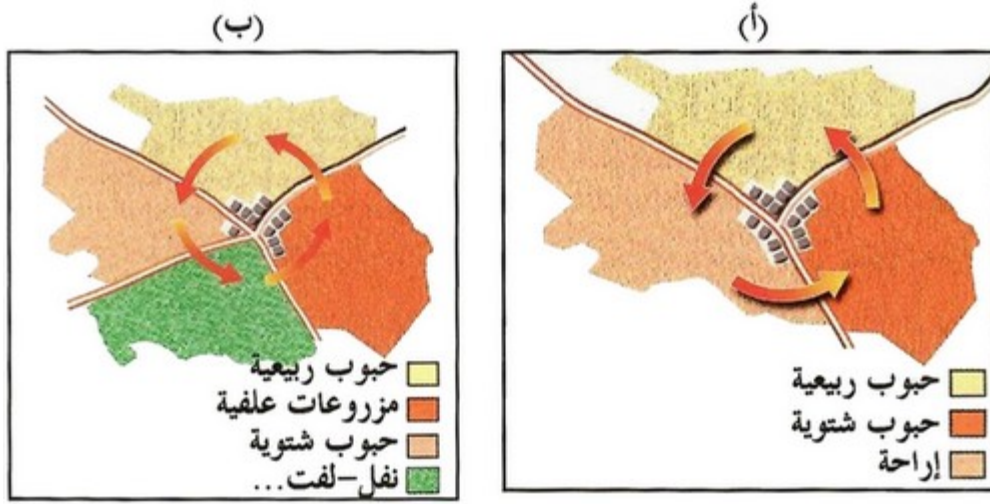 (أ)
حبوب ربيعية
حبوب شتوية
إراحة
(ب)
حبوب ربيعية
مزروعات علفية
حبوب شتوية
نفل-لفت...